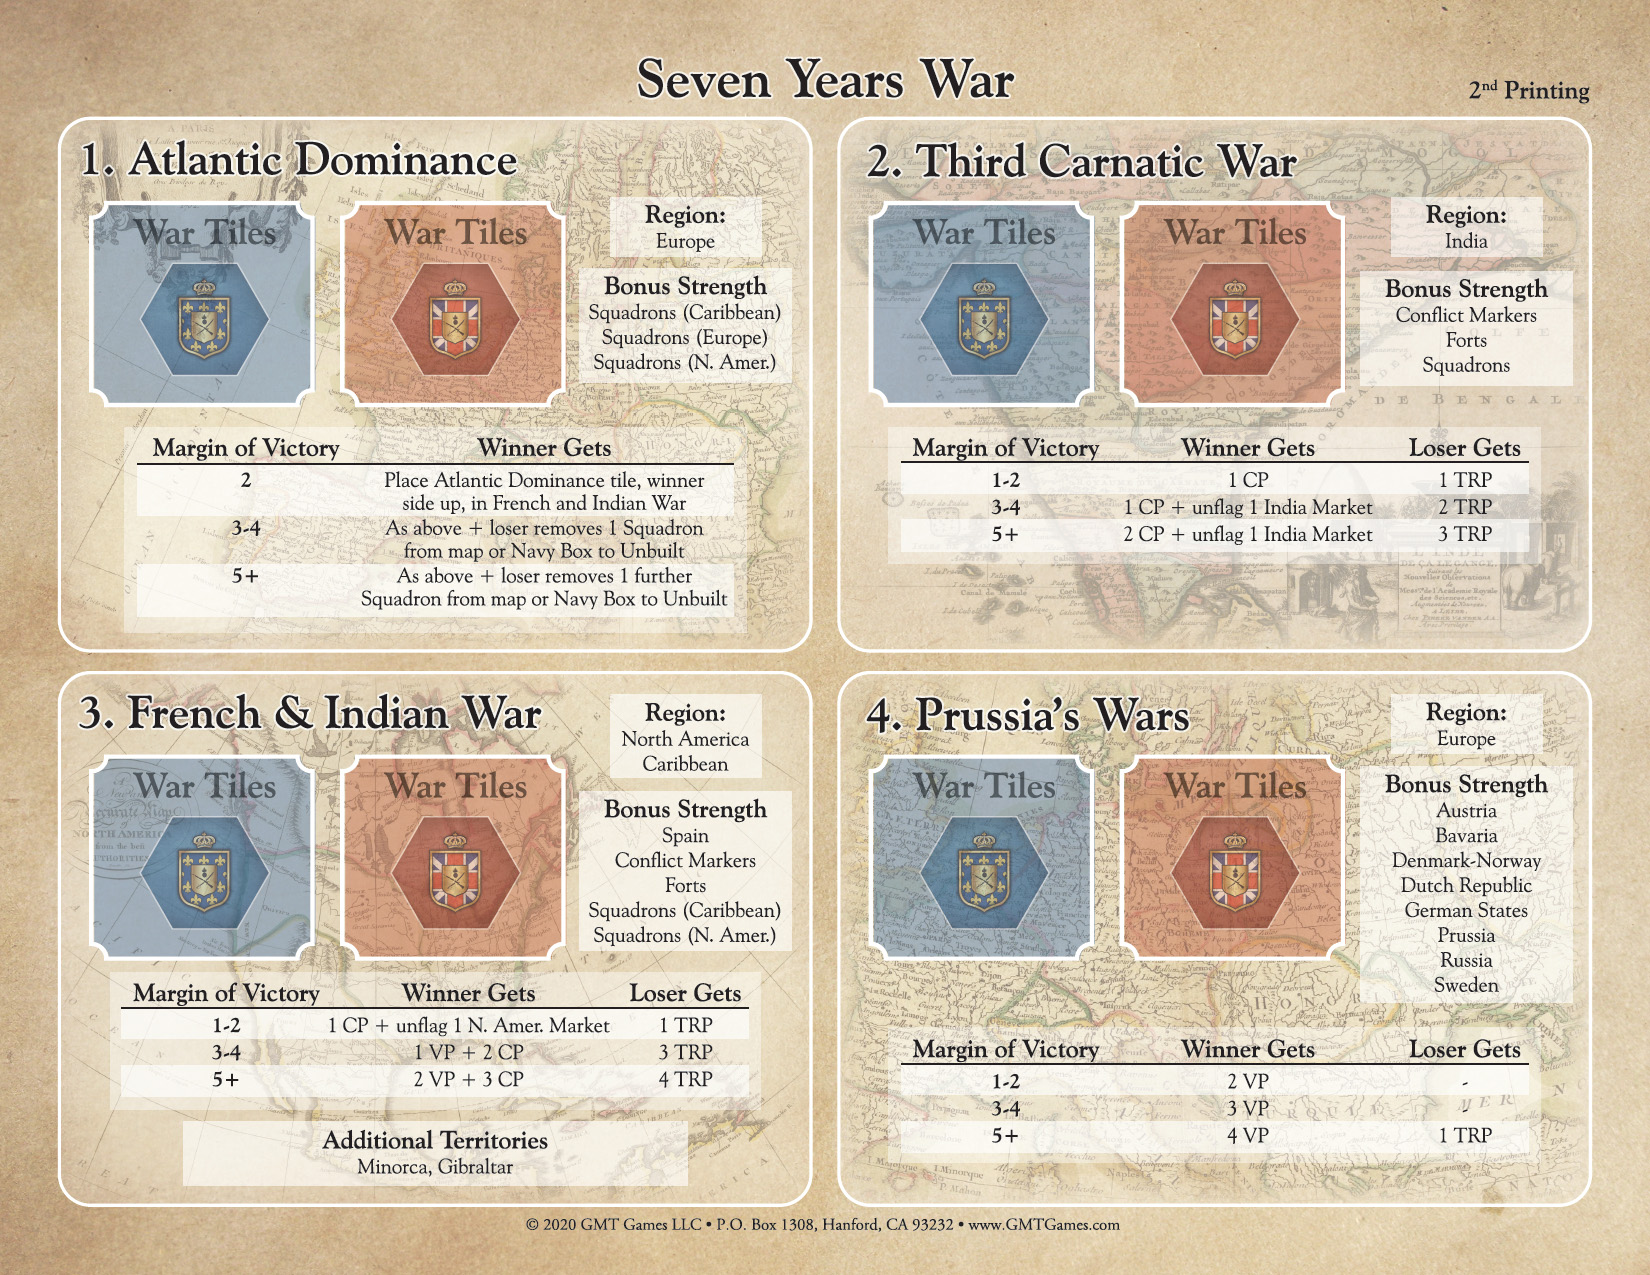 Seven Years War
2nd Printing
1. Atlantic Dominance
War Tiles
War Tiles
Region:
Europe
Bonus Strength
Squadrons (Caribbean)
Squadrons (Europe)
Squadrons (N. Amer.)
Margin of Victory Winner Gets
2 Place Atlantic Dominance tile, winner
side up, in French and Indian War
3-4 As above + loser removes 1 Squadron
from map or Navy Box to Unbuilt
5+ As above + loser removes 1 further
Squadron from map or Navy Box to Unbuilt
2. Third Carnatic War
War Tiles
War Tiles
Region:
India
Bonus Strength
Conflict Markers
Forts
Squadrons
Margin of Victory Winner Gets Loser Gets
1-2 1 CP 1 TRP
3-4 1 CP + unflag 1 India Market 2 TRP
5+ 2 CP + unflag 1 India Market 3 TRP
3. French & Indian War
War Tiles
War Tiles
Region:
North America
Caribbean
Bonus Strength
Spain
Conflict Markers
Forts
Squadrons (Caribbean)
Squadrons (N. Amer.)
Margin of Victory Winner Gets Loser Gets
1-2 1 CP + unflag 1 N. Amer. Market 1 TRP
3-4 1 VP + 2 CP 3 TRP
5+ 2 VP + 3 CP 4 TRP
Additional Territories
Minorca, Gibraltar
4. Prussia's Wars
War Tiles
War Tiles
Region:
Europe
Bonus Strength
Austria
Bavaria
Denmark-Norway
Dutch Republic
German States
Prussia
Russia
Sweden
Margin of Victory Winner Gets Loser Gets
1-2 2 VP -
3-4 3 VP -
5+ 4 VP 1 TRP
© 2020 GMT Games LLC • P.O. Box 1308, Hanford, CA 93232 • www.GMTGames.com